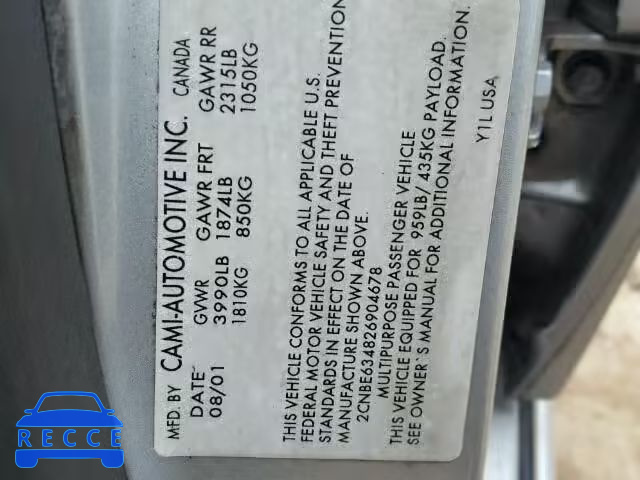 MFD. BY CAMI-AUTOMOTIVE INC. CANADA
DATE GVWR GAWR FRT GAWR RR
08/01 3990LB 1874LB 2315LB
1810KG 850KG 1050KG
THIS VEHICLE CONFORMS TO ALL APPLICABLE U.S.
FEDERAL MOTOR VEHICLE SAFETY AND THEFT PREVENTION
STANDARDS IN EFFECT ON THE DATE OF
MANUFACTURE SHOWN ABOVE.
2CNBE634826904678
MULTIPURPOSE PASSENGER VEHICLE
THIS VEHICLE EQUIPPED FOR 959LB/ 435KG PAYLOAD.
SEE OWNER`S MANUAL FOR ADDITIONAL INFORMATION.
Y1L USA
RECCE